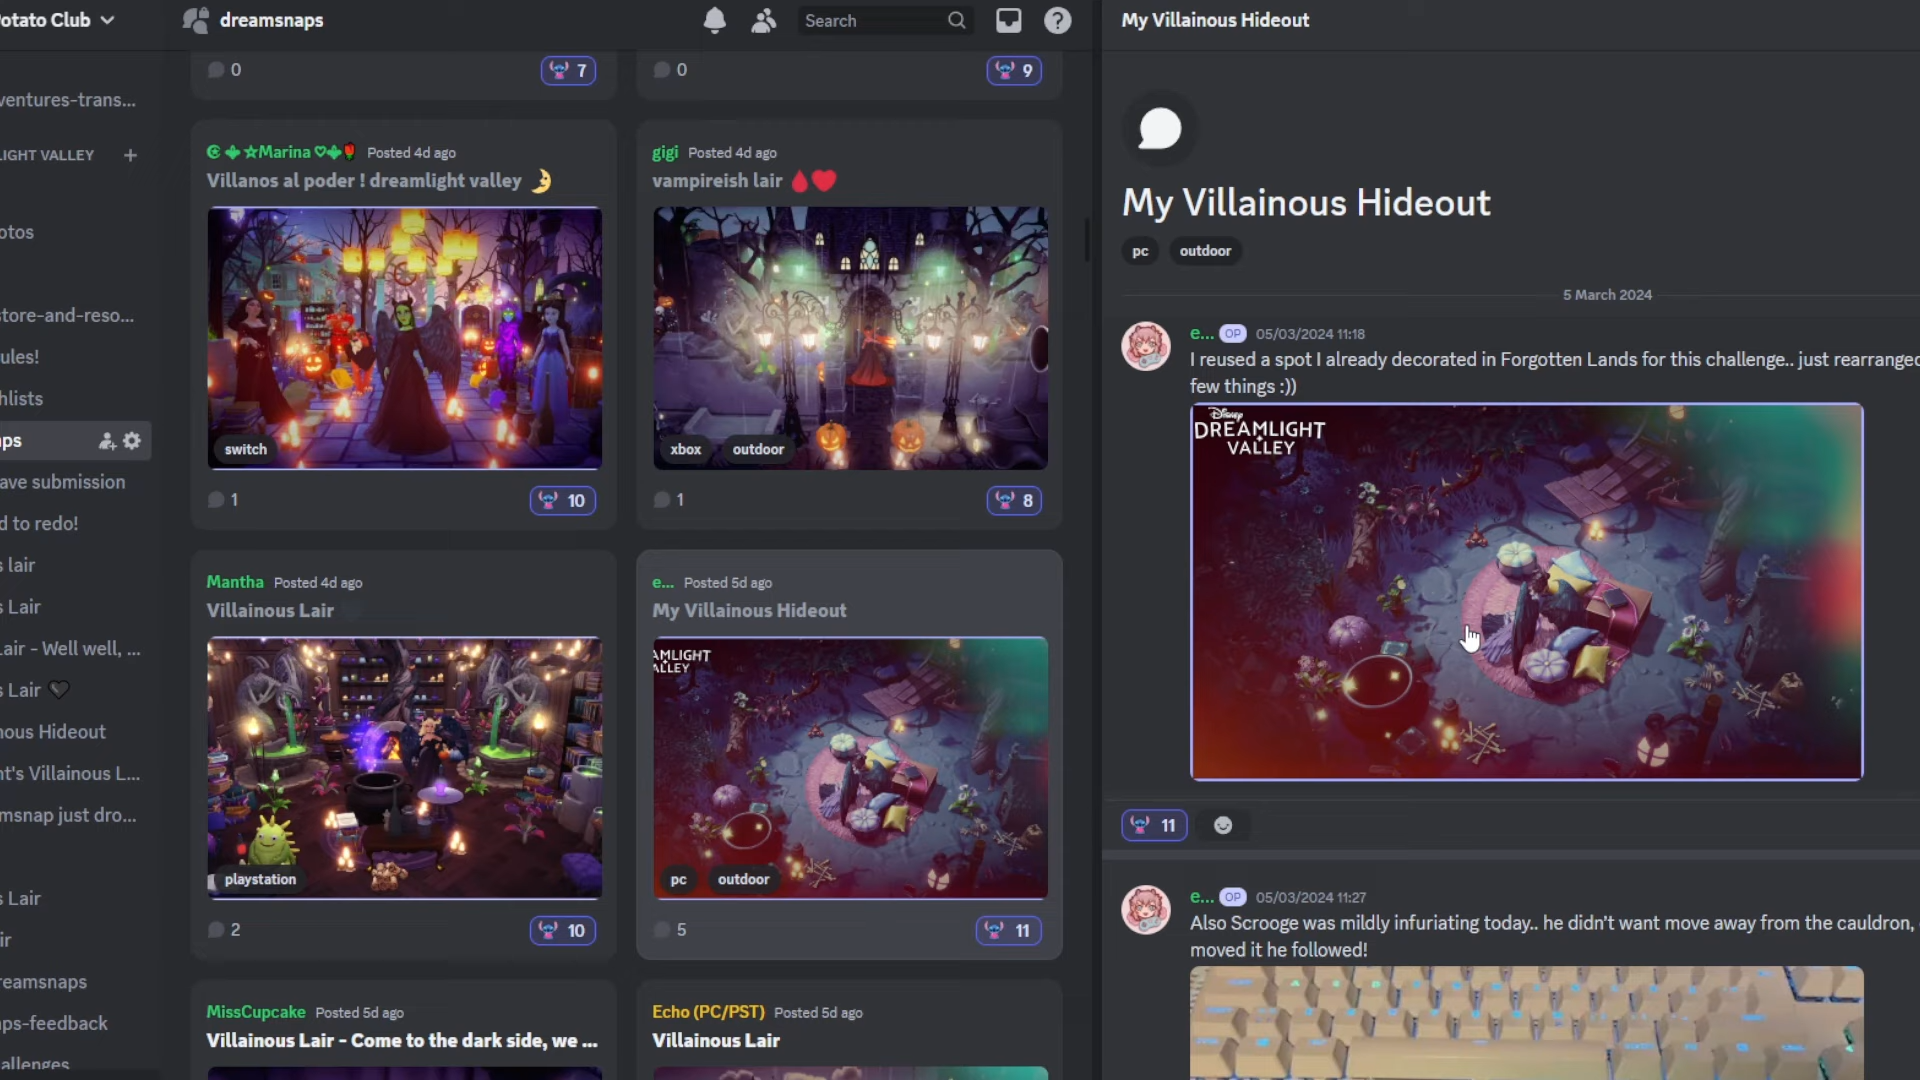 otato Club
ventures-trans...
LIGHT VALLEY
otos
store-and-reso...
ules!
hlists
aps
ave submission
d to redo!
s lair
s Lair
Lair - Well well, ...
s Lair
nous Hideout
nt's Villainous L...
msnap just dro...
s Lair
ir
reamsnaps
ps-feedback
allenges
dreamsnaps
Search
0
7
0
9
☆Marina ♡ Posted 4d ago
Villanos al poder ! dreamlight valley
switch
1
10
gigi Posted 4d ago
vampireish lair
xbox
outdoor
1
8
Mantha Posted 4d ago
Villainous Lair
playstation
2
10
e... Posted 5d ago
My Villainous Hideout
AMLIGHT
ALLEY
pc
outdoor
5
11
MissCupcake Posted 5d ago
Villainous Lair - Come to the dark side, we ...
Echo (PC/PST) Posted 5d ago
Villainous Lair
My Villainous Hideout
My Villainous Hideout
pc
outdoor
5 March 2024
e... OP 05/03/2024 11:18
I reused a spot I already decorated in Forgotten Lands for this challenge.. just rearranged
few things :))
Disney
DREAMLIGHT
VALLEY
11
e... OP 05/03/2024 11:27
Also Scrooge was mildly infuriating today.. he didn't want move away from the cauldron,
moved it he followed!